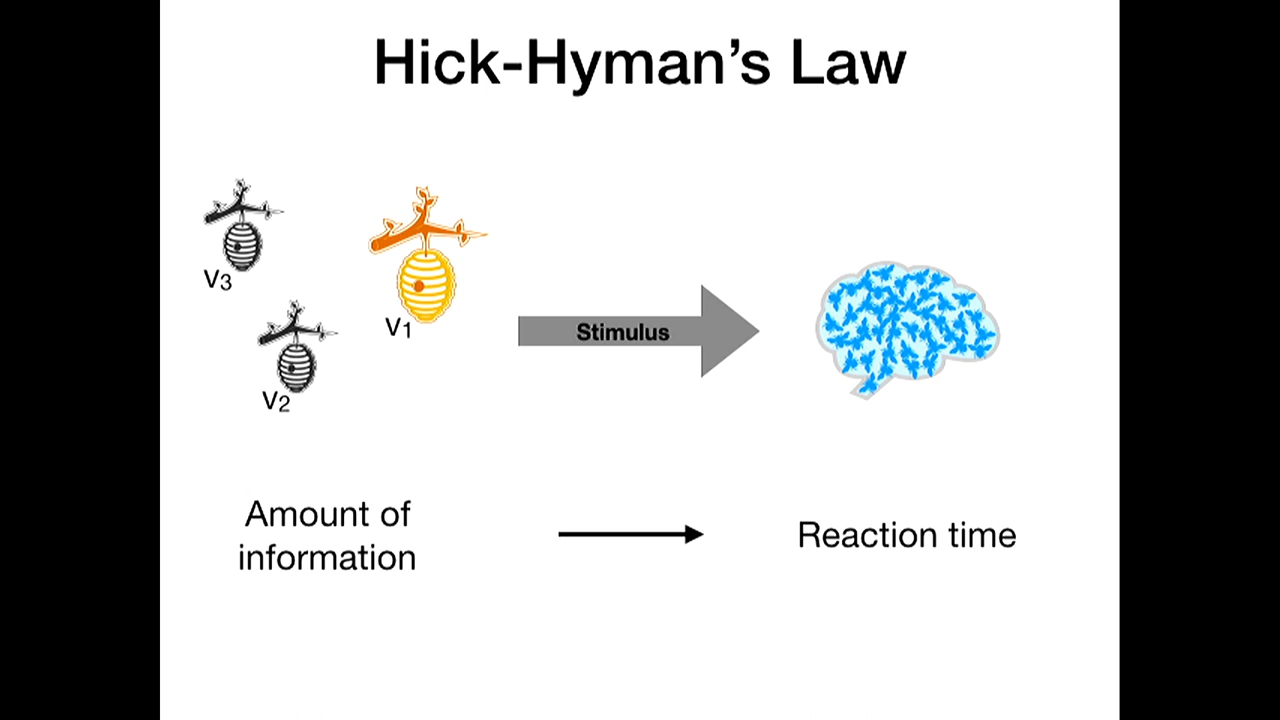 Hick-Hyman's Law
V3
V1
Stimulus
V2
Amount of
information
Reaction time